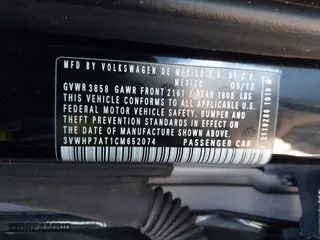 MFD BY VOLKSWAGEN DE MEXICO S.A. DE C.V.
MEXICO 05/12
GVWR 3858 GAWR FRONT 2161 / REAR 1808 LBS
THIS VEHICLE CONFORMS TO ALL APPLICABLE
FEDERAL MOTOR VEHICLE SAFETY, BUMPER AND
THEFT PREVENTION STANDARDS IN EFFECT ON THE
DATE OF MANUFACTURE SHOWN ABOVE.
3VWHP7AT1CM652074 PASSENGER CAR